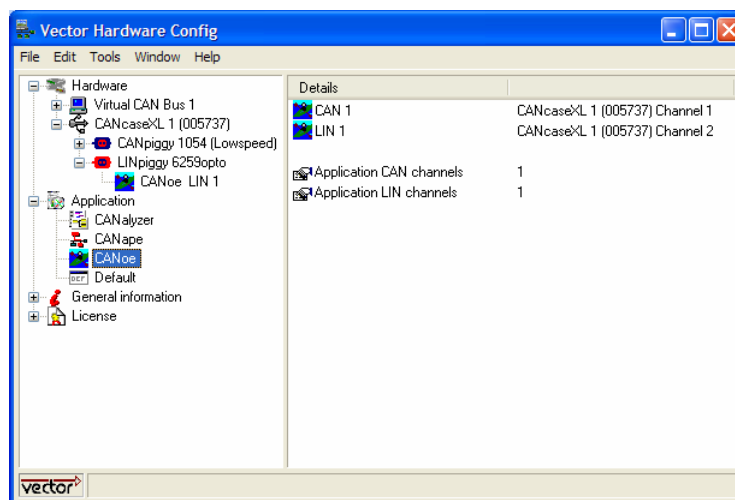 Vector Hardware Config
File Edit Tools Window Help
Hardware
Virtual CAN Bus 1
CANcaseXL 1 (005737)
CANpiggy 1054 (Lowspeed)
LINpiggy 6259opto
CANoe LIN 1
Application
CANalyzer
CANape
CANoe
Default
General information
License
Details
CAN 1 CANcaseXL 1 (005737) Channel 1
LIN 1 CANcaseXL 1 (005737) Channel 2
Application CAN channels 1
Application LIN channels 1
vector